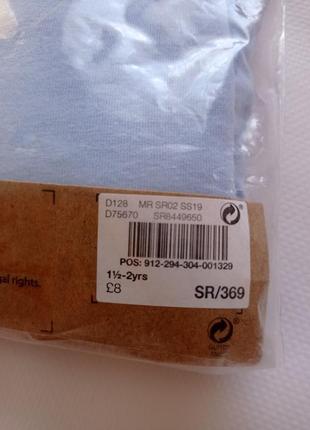 D128 MR SR02 SS19
D75670 SR8449650
POS: 912-294-304-001329
1½-2yrs
£8
SR/369
gal rights.